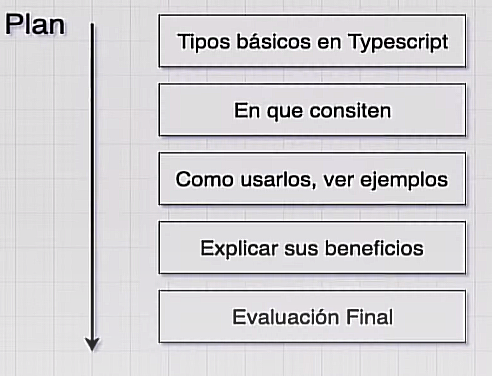 Plan
Tipos básicos en Typescript
En que consiten
Como usarlos, ver ejemplos
Explicar sus beneficios
Evaluación Final